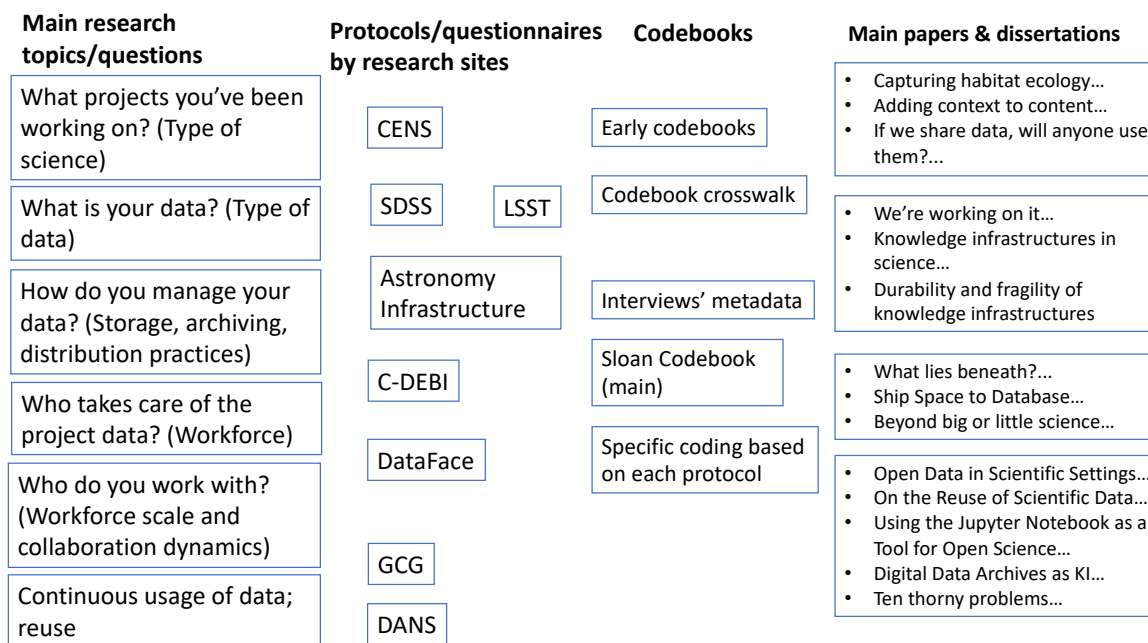 Main research
topics/questions
What projects you've been
working on? (Type of
science)
What is your data? (Type of
data)
How do you manage your
data? (Storage, archiving,
distribution practices)
Who takes care of the
project data? (Workforce)
Who do you work with?
(Workforce scale and
collaboration dynamics)
Continuous usage of data;
reuse
Protocols/questionnaires
by research sites
CENS
SDSS
LSST
Astronomy
Infrastructure
C-DEBI
DataFace
GCG
DANS
Codebooks
Early codebooks
Codebook crosswalk
Interviews' metadata
Sloan Codebook
(main)
Specific coding based
on each protocol
Main papers & dissertations
• Capturing habitat ecology…
• Adding context to content…
• If we share data, will anyone use
them?...
• We're working on it…
• Knowledge infrastructures in
science…
• Durability and fragility of
knowledge infrastructures
• What lies beneath?...
• Ship Space to Database…
• Beyond big or little science…
• Open Data in Scientific Settings…
• On the Reuse of Scientific Data…
• Using the Jupyter Notebook as a
Tool for Open Science…
• Digital Data Archives as KI…
• Ten thorny problems…